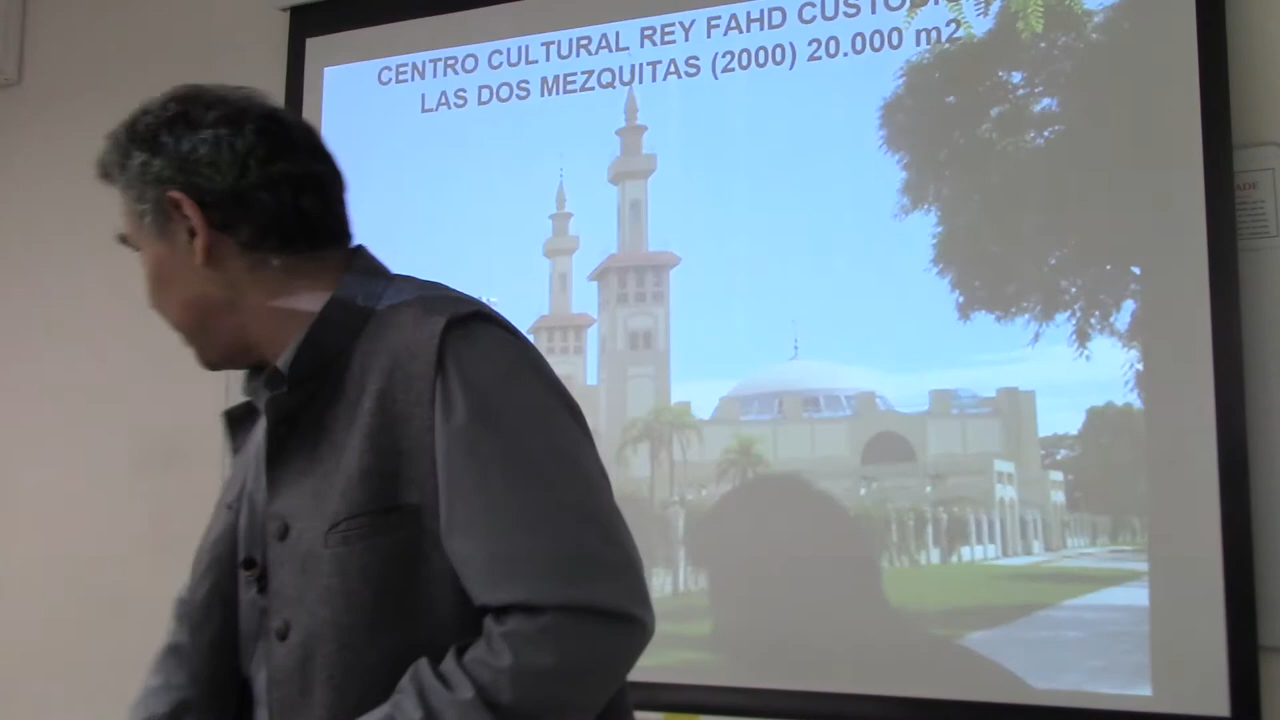 CENTRO CULTURAL REY FAHD
LAS DOS MEZQUITAS (2000) 20.000 m2